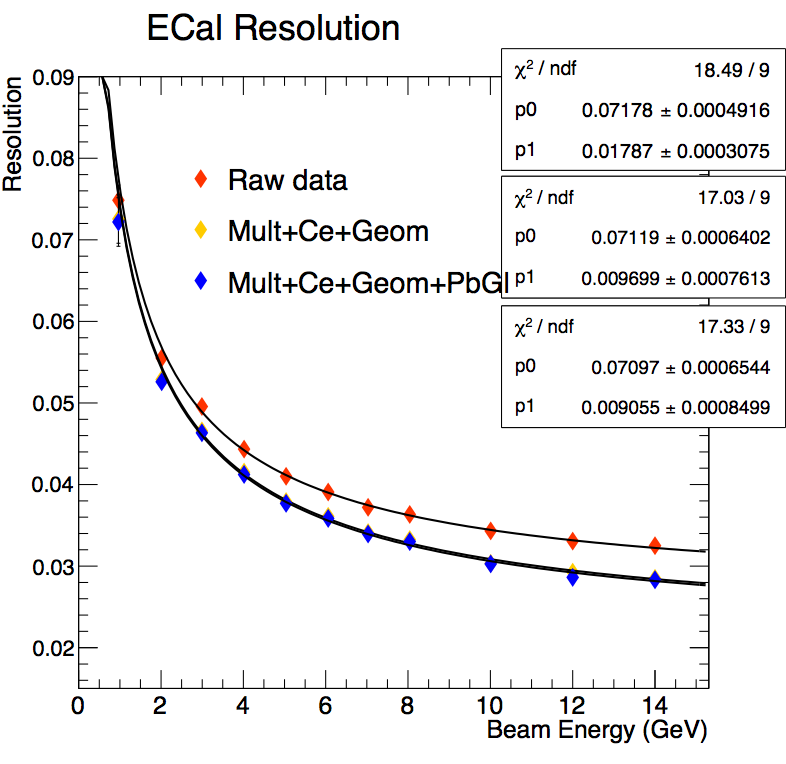 ECal Resolution
Resolution
0.09
0.08
0.07
0.06
0.05
0.04
0.03
0.02
Raw data
Mult+Ce+Geom
Mult+Ce+Geom+PbGl
χ² / ndf 18.49 / 9
p0 0.07178 ± 0.0004916
p1 0.01787 ± 0.0003075
χ² / ndf 17.03 / 9
p0 0.07119 ± 0.0006402
p1 0.009699 ± 0.0007613
χ² / ndf 17.33 / 9
p0 0.07097 ± 0.0006544
p1 0.009055 ± 0.0008499
0 2 4 6 8 10 12 14
Beam Energy (GeV)